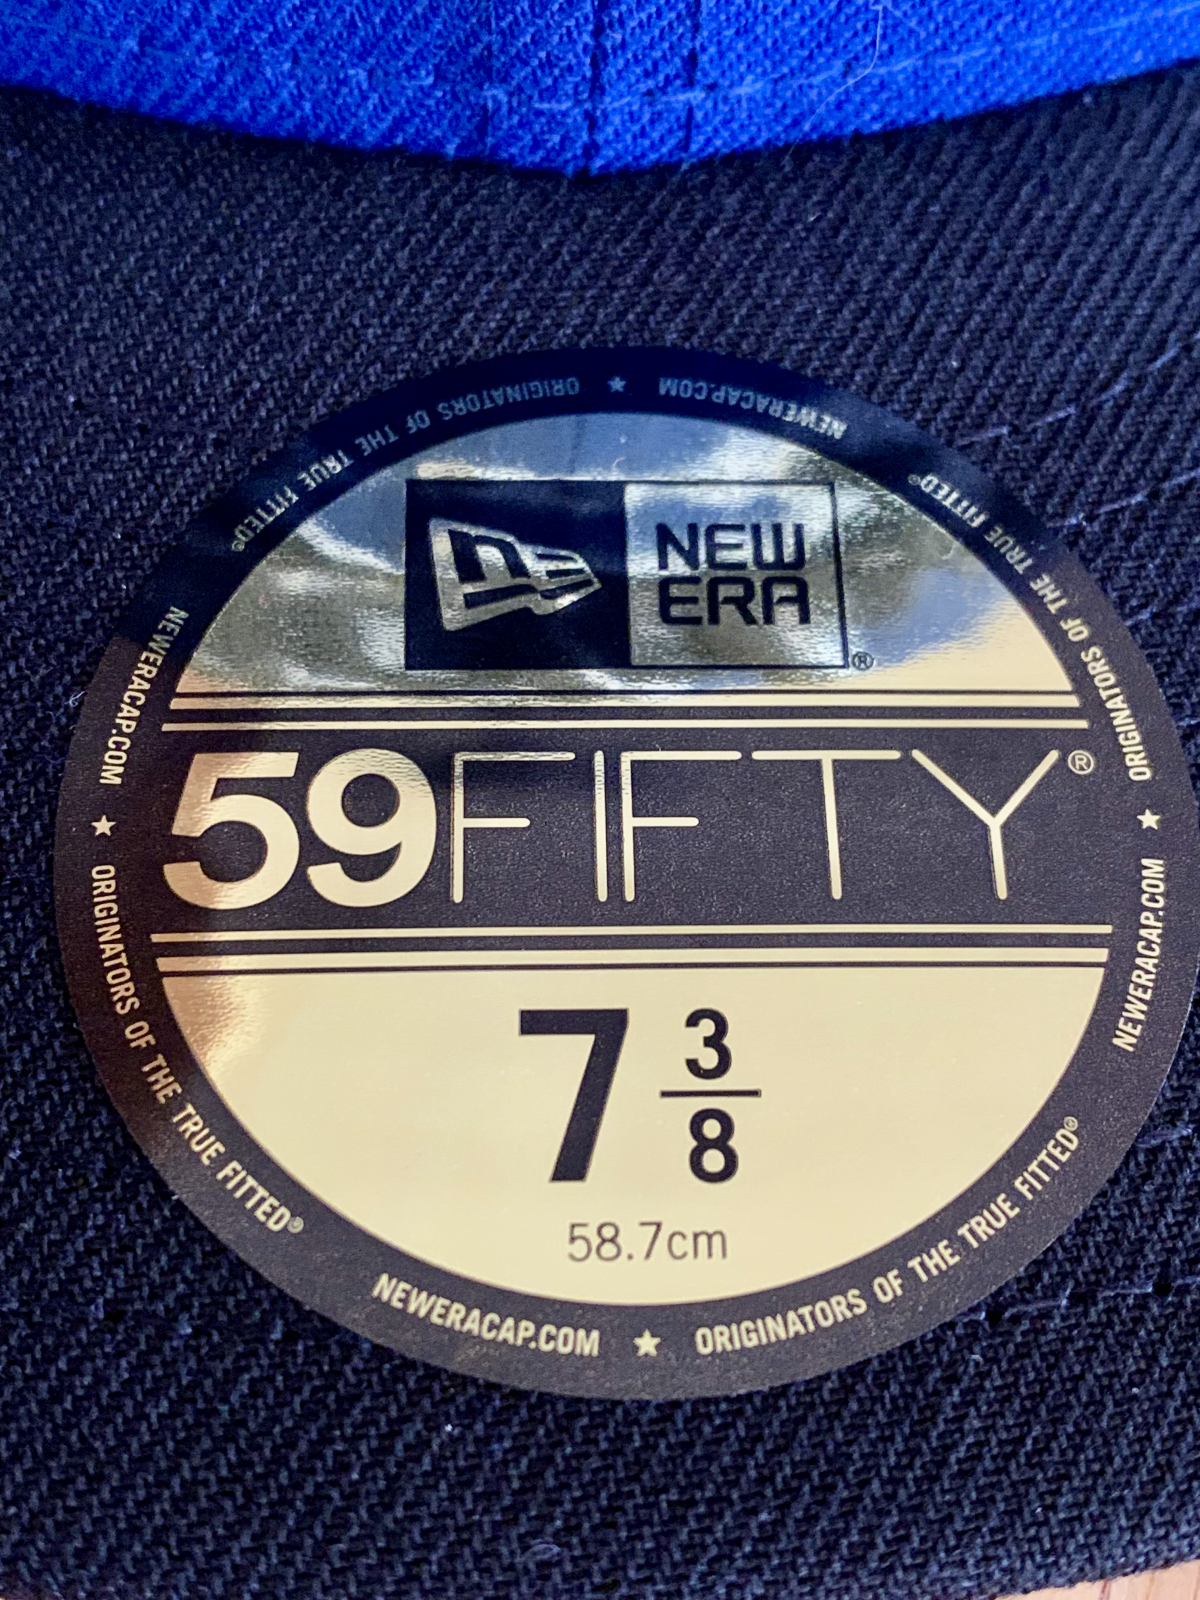 NEW
ERA
®
59FIFTY®
7 3/8
58.7cm
NEWERACAP.COM ★ ORIGINATORS OF THE TRUE FITTED®
NEWERACAP.COM ★ ORIGINATORS OF THE TRUE FITTED®
NEWERACAP.COM ★ ORIGINATORS OF THE TRUE FITTED®
NEWERACAP.COM ★ ORIGINATORS OF THE TRUE FITTED®